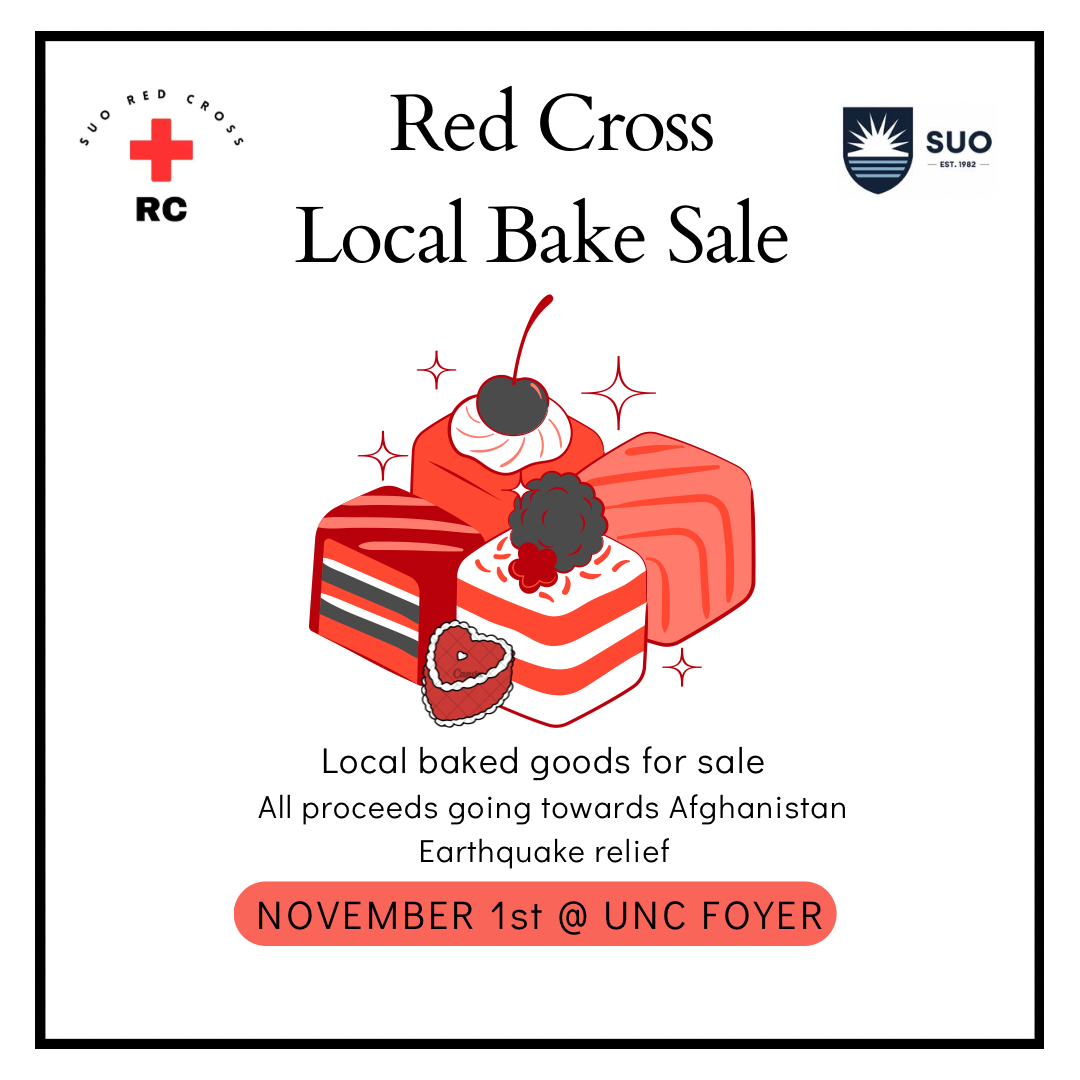 SUO RED CROSS
RC
Red Cross
Local Bake Sale
SUO
EST. 1982
Local baked goods for sale
All proceeds going towards Afghanistan
Earthquake relief
NOVEMBER 1st @ UNC FOYER